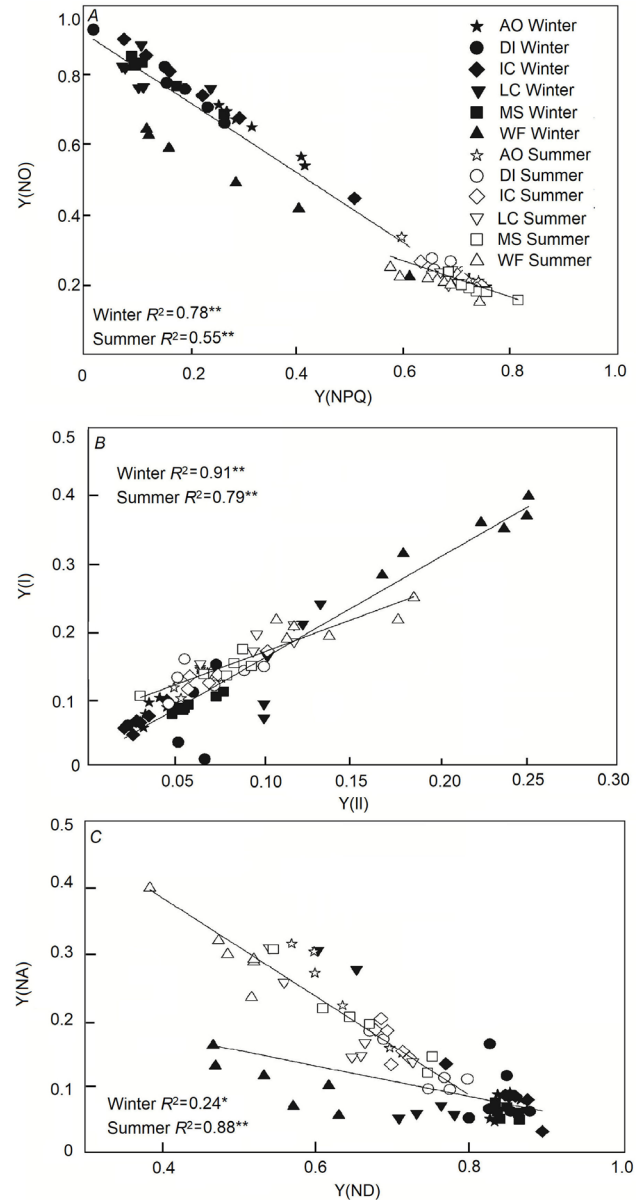 A
1.0
0.8
0.6
0.4
0.2
Y(NO)
0
0.2
0.4
0.6
0.8
1.0
Y(NPQ)
Winter R²=0.78**
Summer R²=0.55**
AO Winter
DI Winter
IC Winter
LC Winter
MS Winter
WF Winter
AO Summer
DI Summer
IC Summer
LC Summer
MS Summer
WF Summer
B
0.5
0.4
0.3
0.2
0.1
0
Y(I)
Winter R²=0.91**
Summer R²=0.79**
0.05
0.10
0.15
0.20
0.25
0.30
Y(II)
C
0.5
0.4
0.3
0.2
0.1
0
Y(NA)
Winter R²=0.24*
Summer R²=0.88**
0.4
0.6
0.8
1.0
Y(ND)